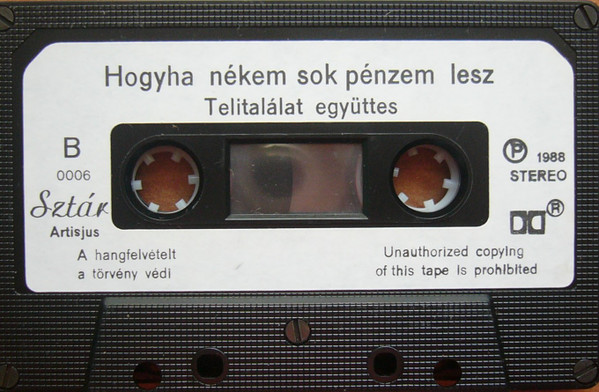 Hogyha nékem sok pénzem lesz
Telitalálat együttes
B
0006
Sztár
Artisjus
A hangfelvételt
a törvény védi
℗ 1988
STEREO
®
Unauthorized copying
of this tape is prohibited